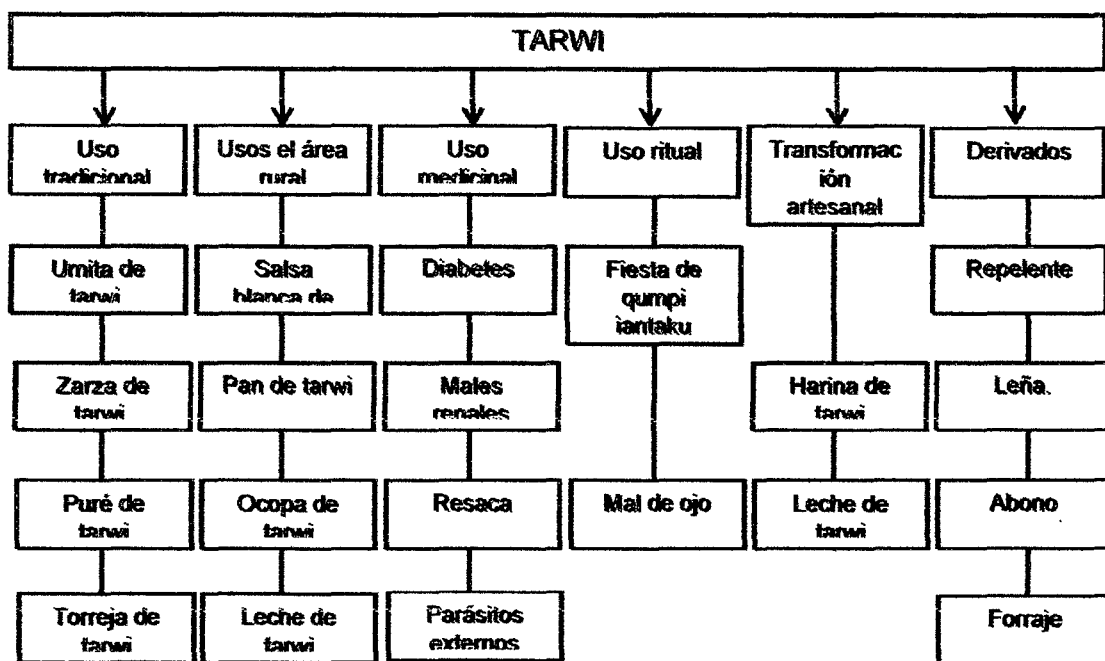 TARWI
Uso
tradicional
Usos el área
rural
Uso
medicinal
Uso ritual
Transformac
ión
artesanal
Derivados
Umita de
tarwi
Salsa
blanca de
Diabetes
Fiesta de
qumpi
iantaku
Repelente
Zarza de
tarwi
Pan de tarwi
Males
renales
Harina de
tarwi
Leña.
Puré de
tarwi
Ocopa de
tarwi
Resaca
Mal de ojo
Leche de
tarwi
Abono
Torreja de
tarwi
Leche de
tarwi
Parásitos
externos
Forraje